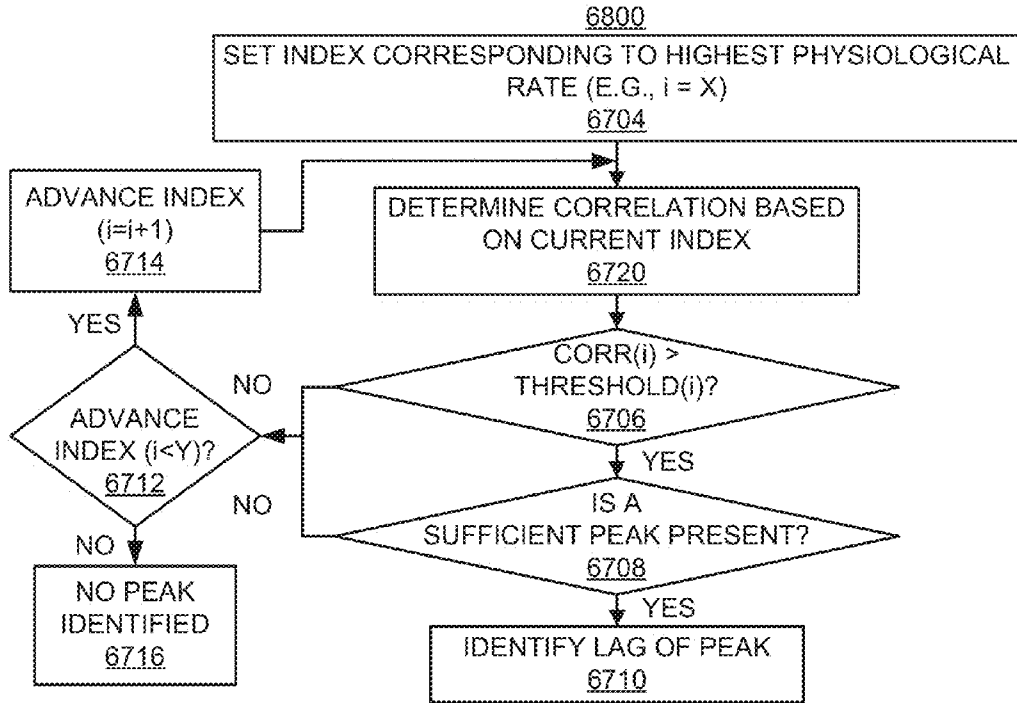 6800
SET INDEX CORRESPONDING TO HIGHEST PHYSIOLOGICAL
RATE (E.G., i = X)
6704
ADVANCE INDEX
(i=i+1)
6714
DETERMINE CORRELATION BASED
ON CURRENT INDEX
6720
YES
CORR(i) >
THRESHOLD(i)?
6706
NO
ADVANCE
INDEX (i<Y)?
6712
YES
NO
IS A
SUFFICIENT PEAK PRESENT?
6708
NO
YES
NO PEAK
IDENTIFIED
6716
IDENTIFY LAG OF PEAK
6710